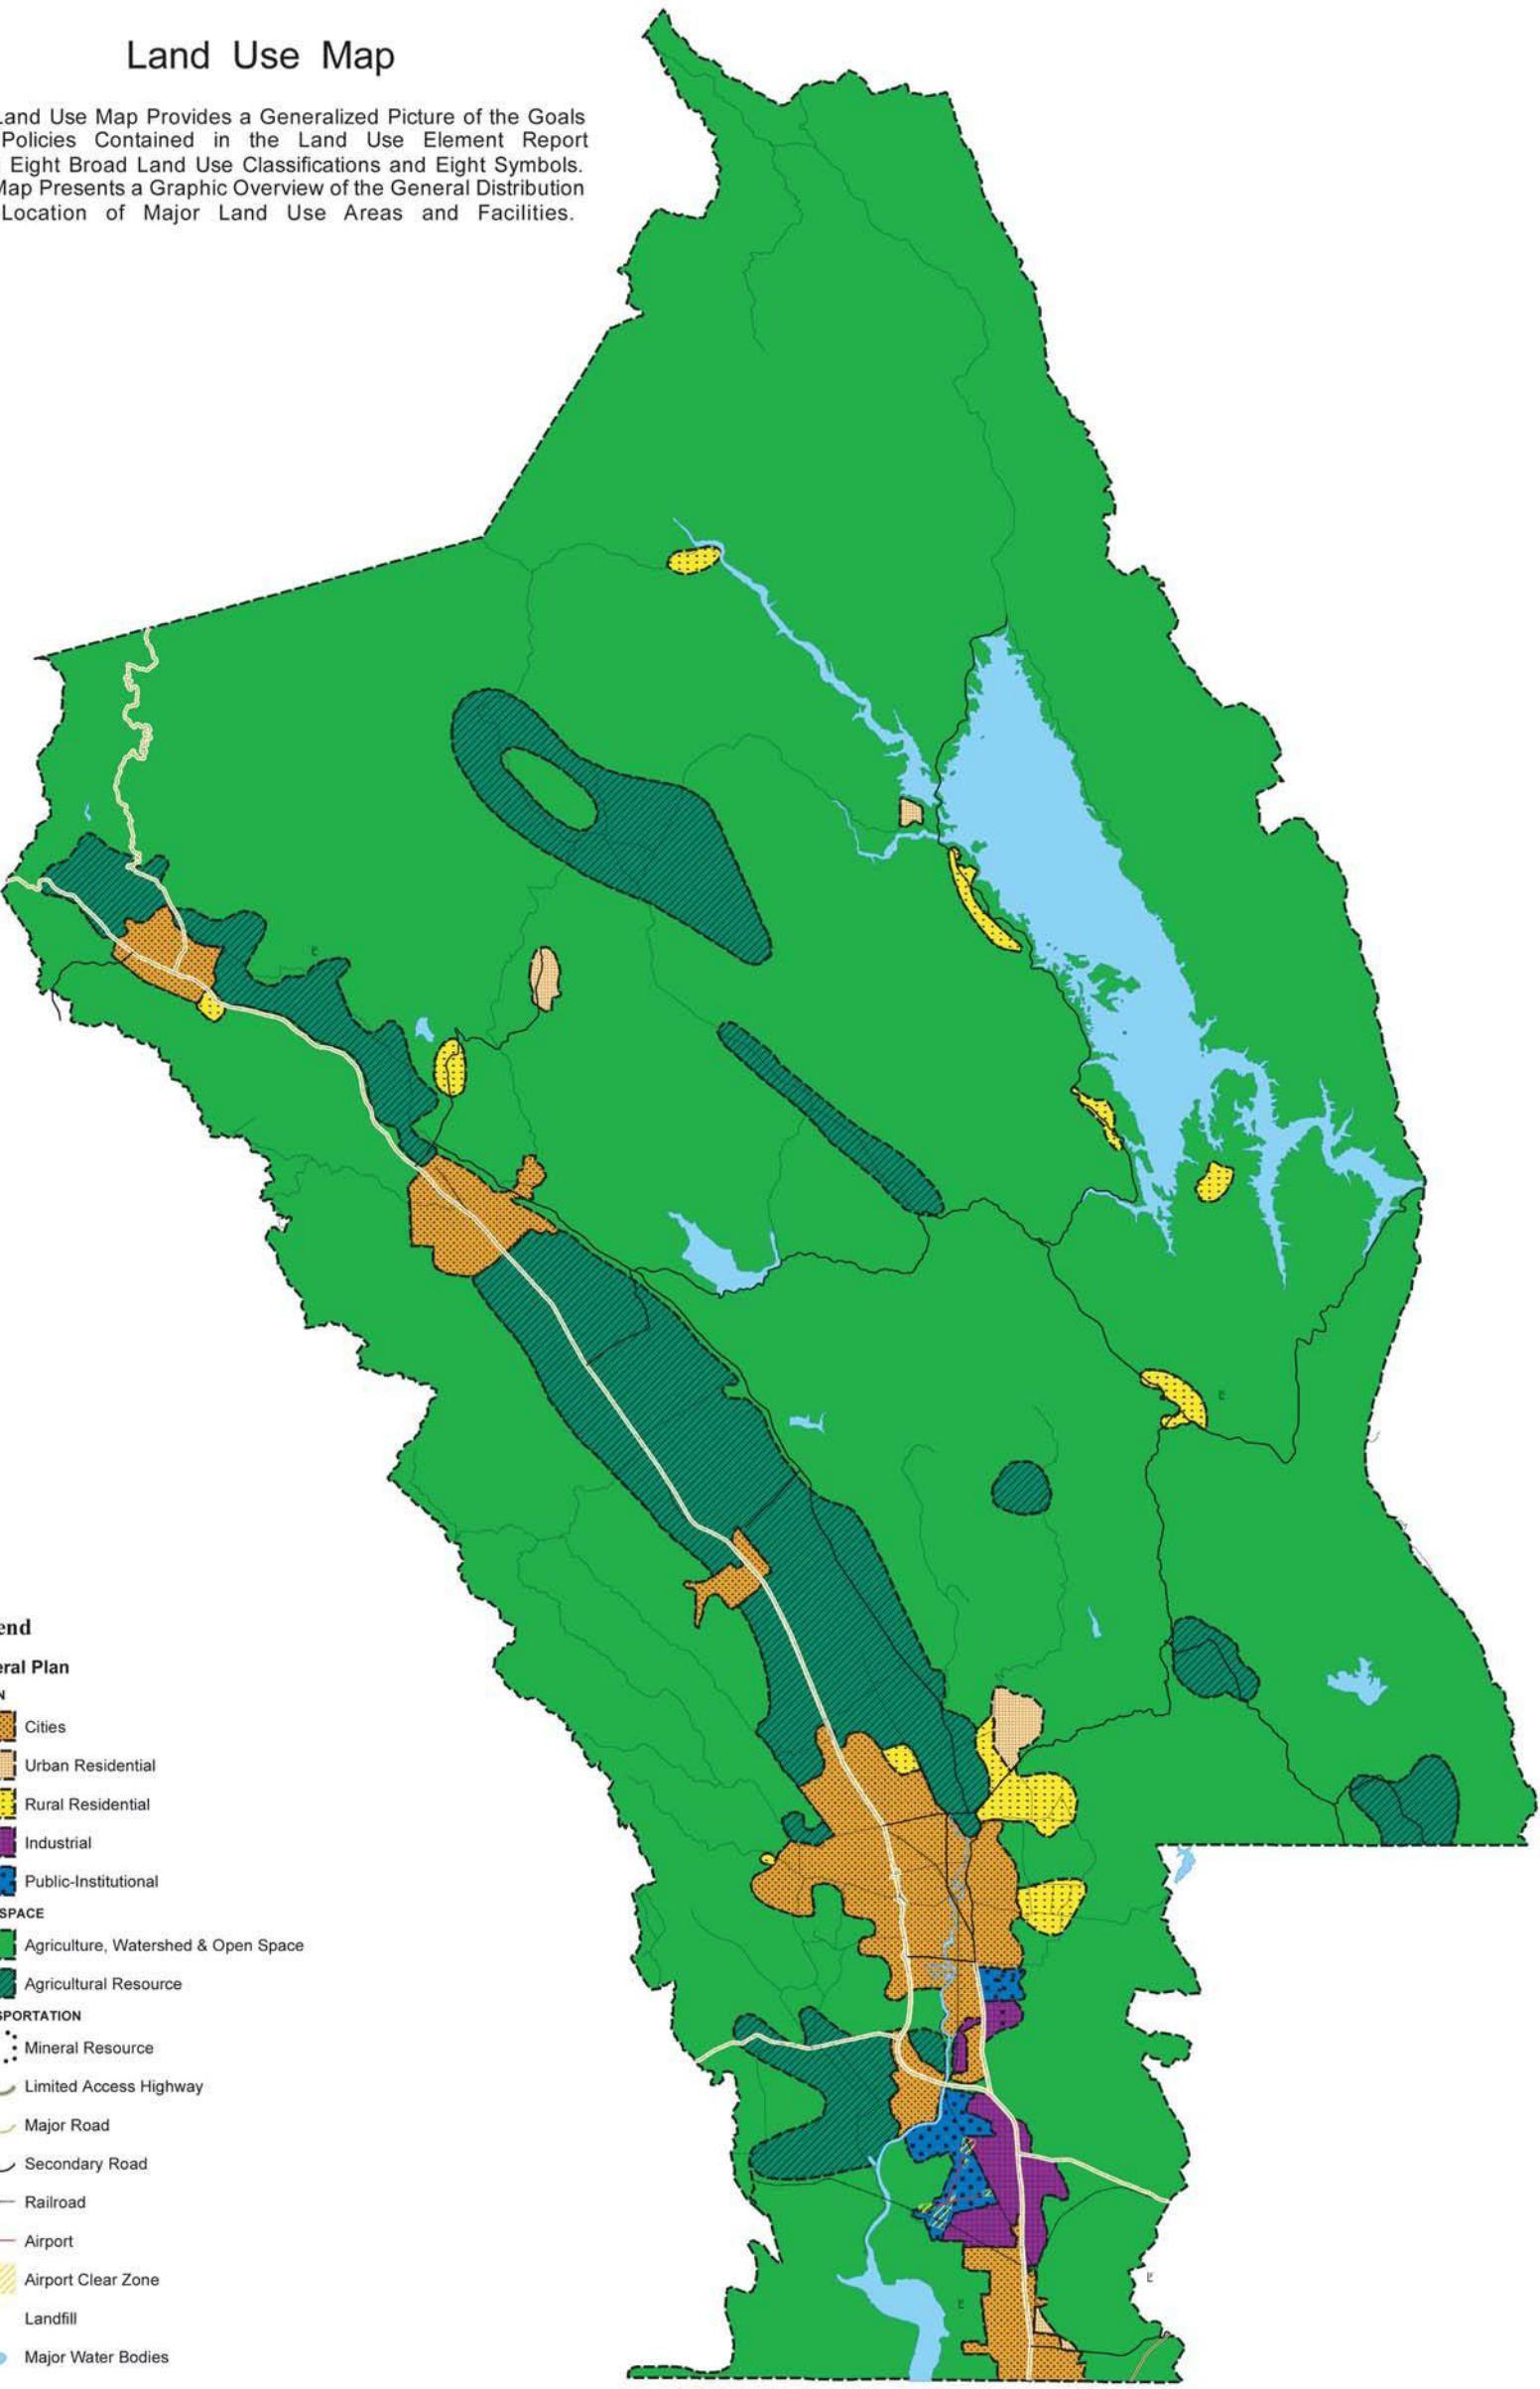 Land Use Map
Land Use Map Provides a Generalized Picture of the Goals
Policies Contained in the Land Use Element Report
Eight Broad Land Use Classifications and Eight Symbols.
Map Presents a Graphic Overview of the General Distribution
Location of Major Land Use Areas and Facilities.
end
eral Plan
N
Cities
Urban Residential
Rural Residential
Industrial
Public-Institutional
SPACE
Agriculture, Watershed & Open Space
Agricultural Resource
SPORTATION
Mineral Resource
Limited Access Highway
Major Road
Secondary Road
Railroad
Airport
Airport Clear Zone
Landfill
Major Water Bodies